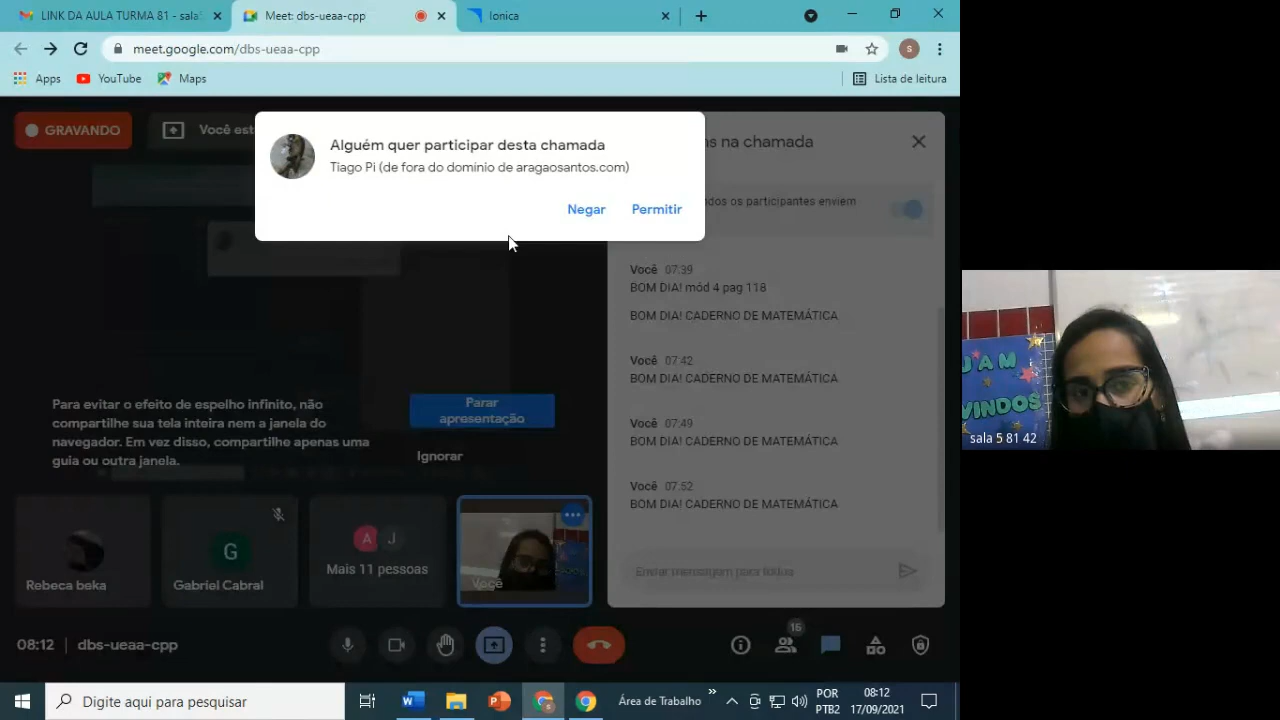 LINK DA AULA TURMA 81 - sala5
Meet: dbs-ueaa-cpp
Ionica
meet.google.com/dbs-ueaa-cpp
S
Apps
YouTube
Maps
Lista de leitura
GRAVANDO
Você est
Alguém quer participar desta chamada
Tiago Pi (de fora do domínio de aragaosantos.com)
Negar
Permitir
ns na chamada
ndos os participantes enviem
Você 07:39
BOM DIA! mód 4 pag 118
BOM DIA! CADERNO DE MATEMÁTICA
Você 07:42
BOM DIA! CADERNO DE MATEMÁTICA
Você 07:49
BOM DIA! CADERNO DE MATEMÁTICA
Você 07:52
BOM DIA! CADERNO DE MATEMÁTICA
Enviar mensagem para todos
Para evitar o efeito de espelho infinito, não
compartilhe sua tela inteira nem a janela do
navegador. Em vez disso, compartilhe apenas uma
guia ou outra janela.
Parar
apresentação
Ignorar
Rebeca beka
G
Gabriel Cabral
A J
Mais 11 pessoas
Você
08:12 | dbs-ueaa-cpp
16
Digite aqui para pesquisar
Área de Trabalho
POR
PTB2
08:12
17/09/2021
JAM
VINDOS
sala 5 81 42